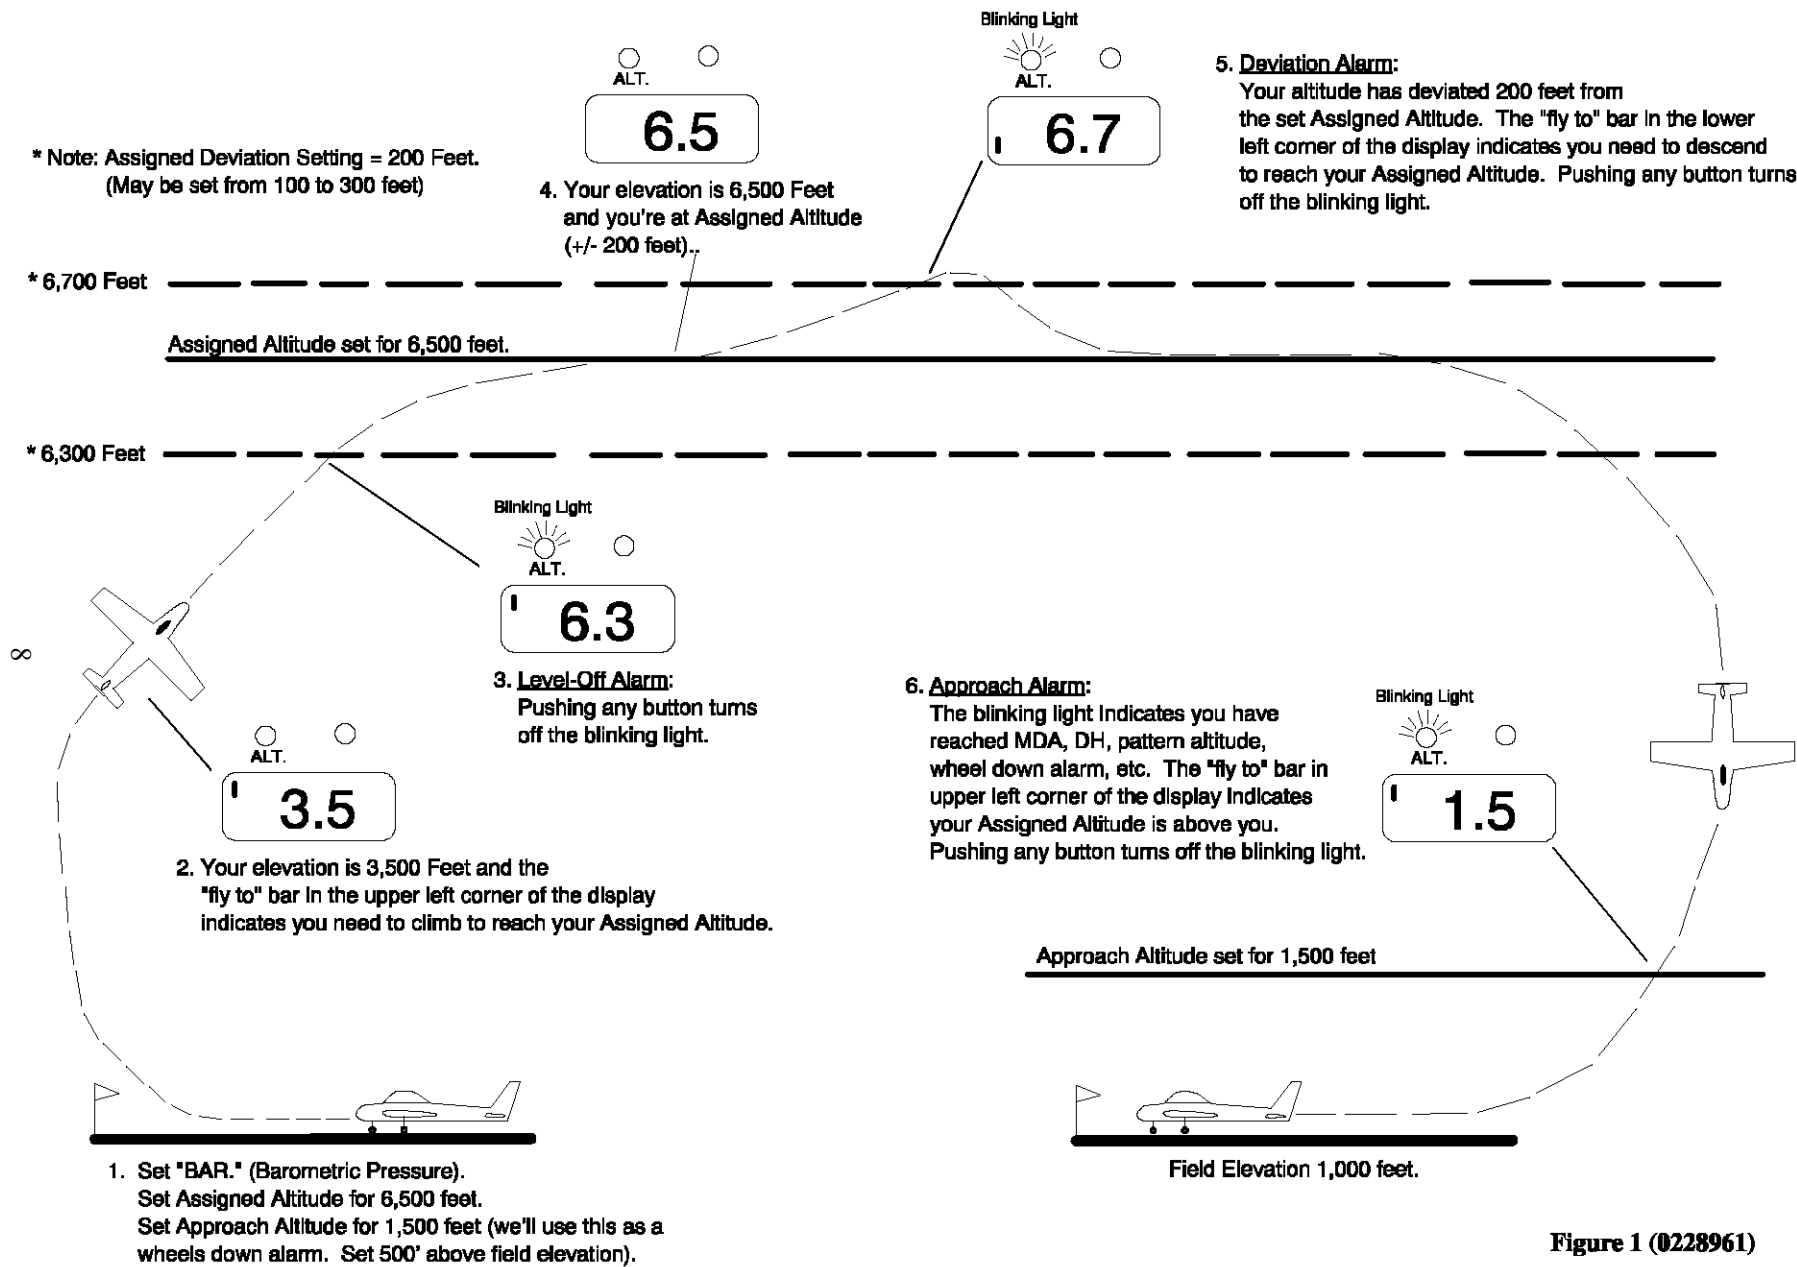 Blinking Light
ALT.
6.5
ALT.
6.7
5. Deviation Alarm:
Your altitude has deviated 200 feet from
the set Assigned Altitude. The "fly to" bar in the lower
left corner of the display indicates you need to descend
to reach your Assigned Altitude. Pushing any button turns
off the blinking light.
* Note: Assigned Deviation Setting = 200 Feet.
(May be set from 100 to 300 feet)
4. Your elevation is 6,500 Feet
and you're at Assigned Altitude
(+/- 200 feet)..
* 6,700 Feet
Assigned Altitude set for 6,500 feet.
* 6,300 Feet
Blinking Light
ALT.
6.3
3. Level-Off Alarm:
Pushing any button turns
off the blinking light.
8
ALT.
3.5
2. Your elevation is 3,500 Feet and the
"fly to" bar in the upper left corner of the display
indicates you need to climb to reach your Assigned Altitude.
6. Approach Alarm:
The blinking light indicates you have
reached MDA, DH, pattern altitude,
wheel down alarm, etc. The "fly to" bar in
upper left corner of the display indicates
your Assigned Altitude is above you.
Pushing any button turns off the blinking light.
Blinking Light
ALT.
1.5
Approach Altitude set for 1,500 feet
1. Set "BAR." (Barometric Pressure).
Set Assigned Altitude for 6,500 feet.
Set Approach Altitude for 1,500 feet (we'll use this as a
wheels down alarm. Set 500' above field elevation).
Field Elevation 1,000 feet.
Figure 1 (0228961)